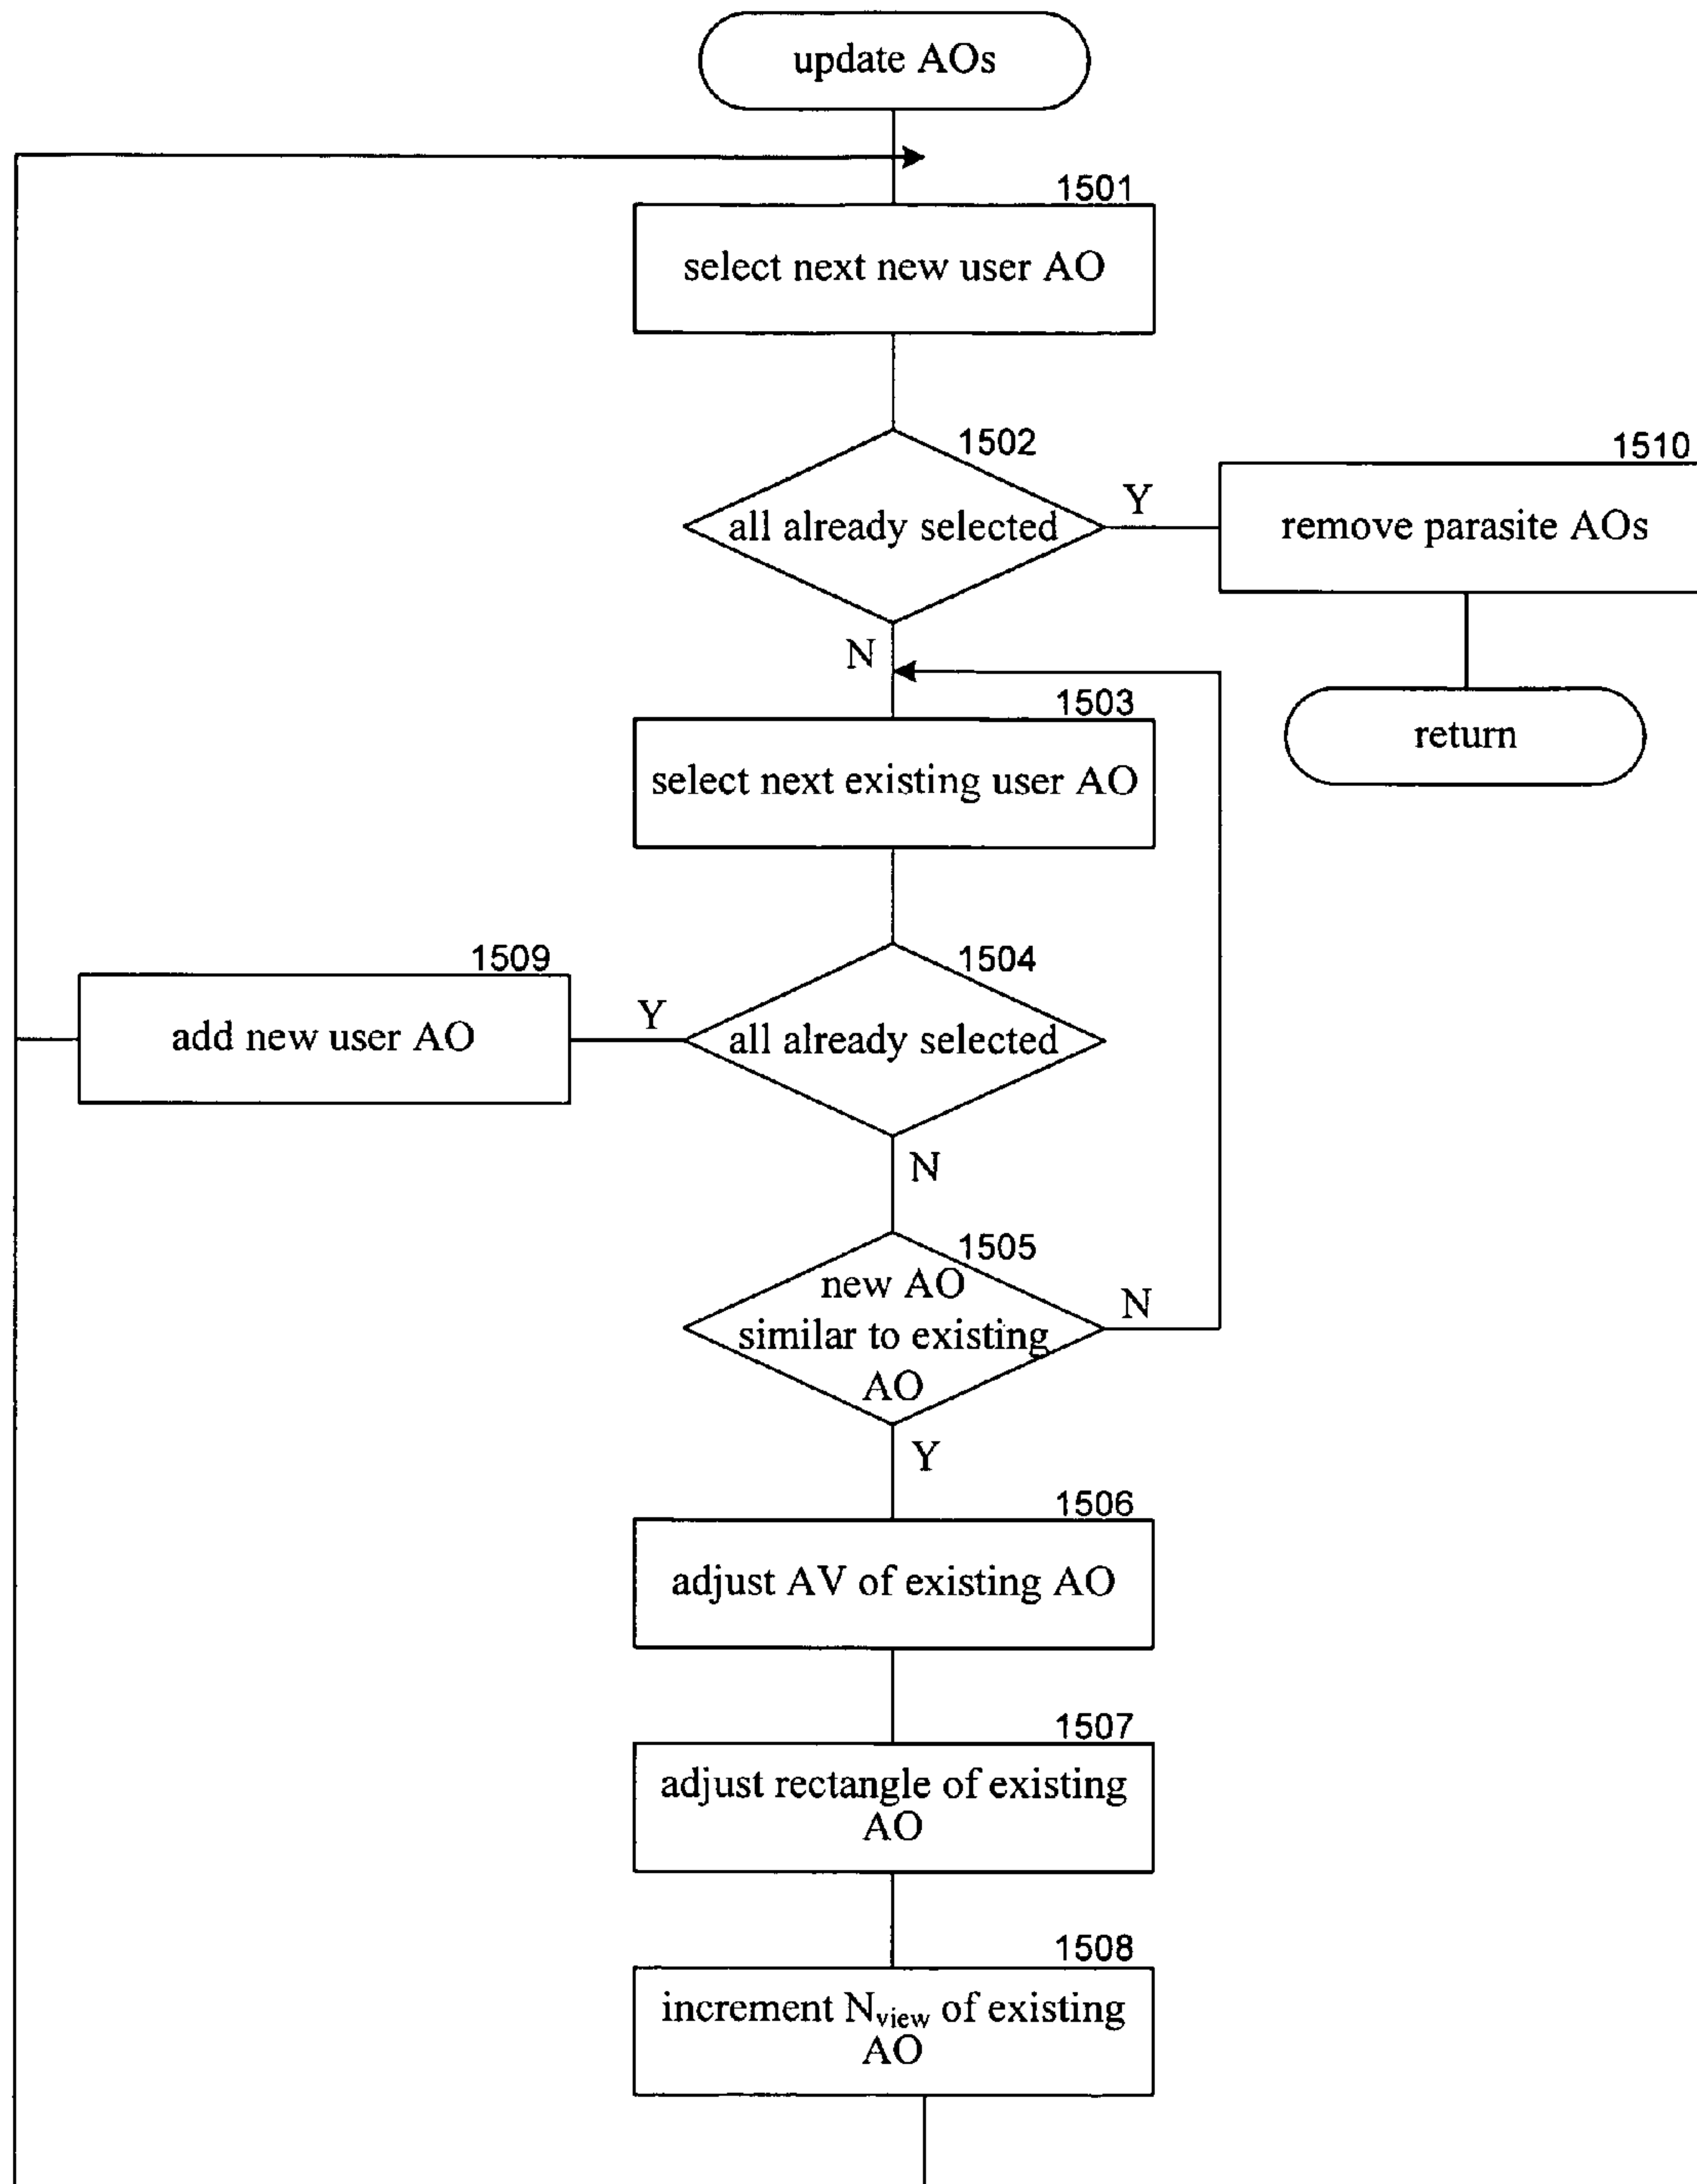 update AOs
1501
select next new user AO
1502
all already selected
Y
1510
remove parasite AOs
N
return
1503
select next existing user AO
1509
add new user AO
Y
1504
all already selected
N
1505
new AO
similar to existing
AO
N
Y
1506
adjust AV of existing AO
1507
adjust rectangle of existing
AO
1508
increment Nview of existing
AO